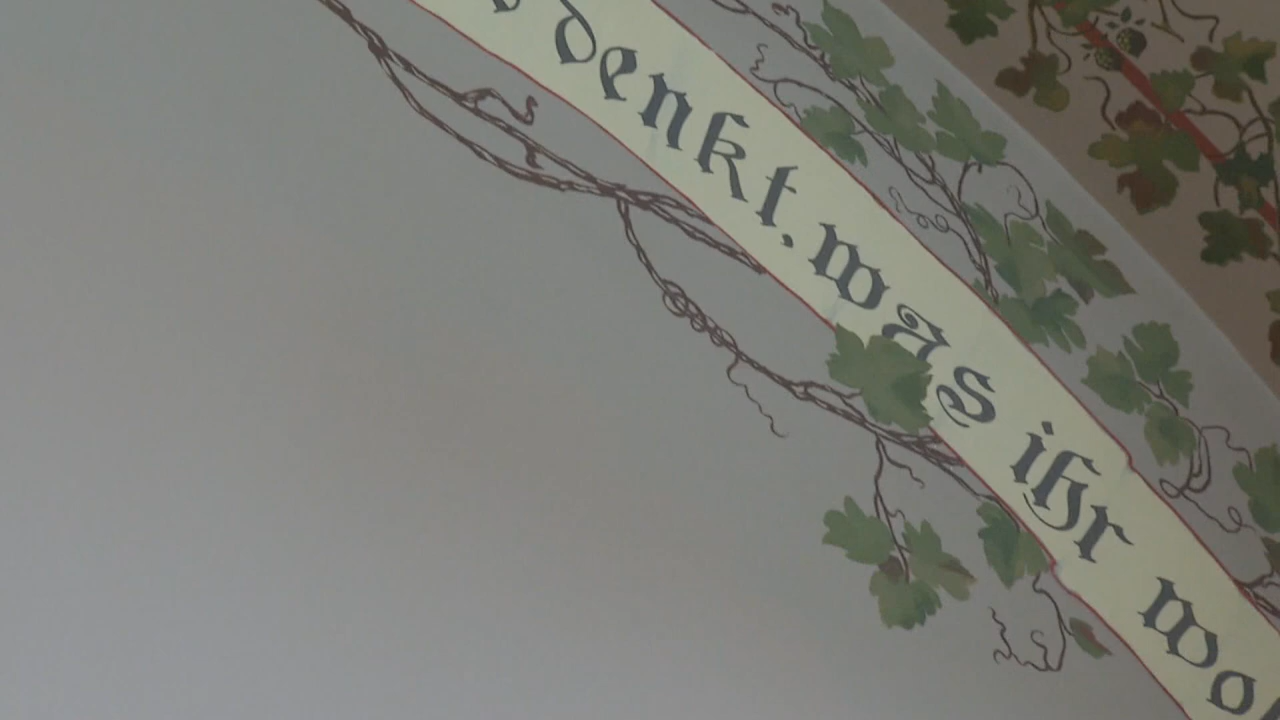 denkt, was ihr